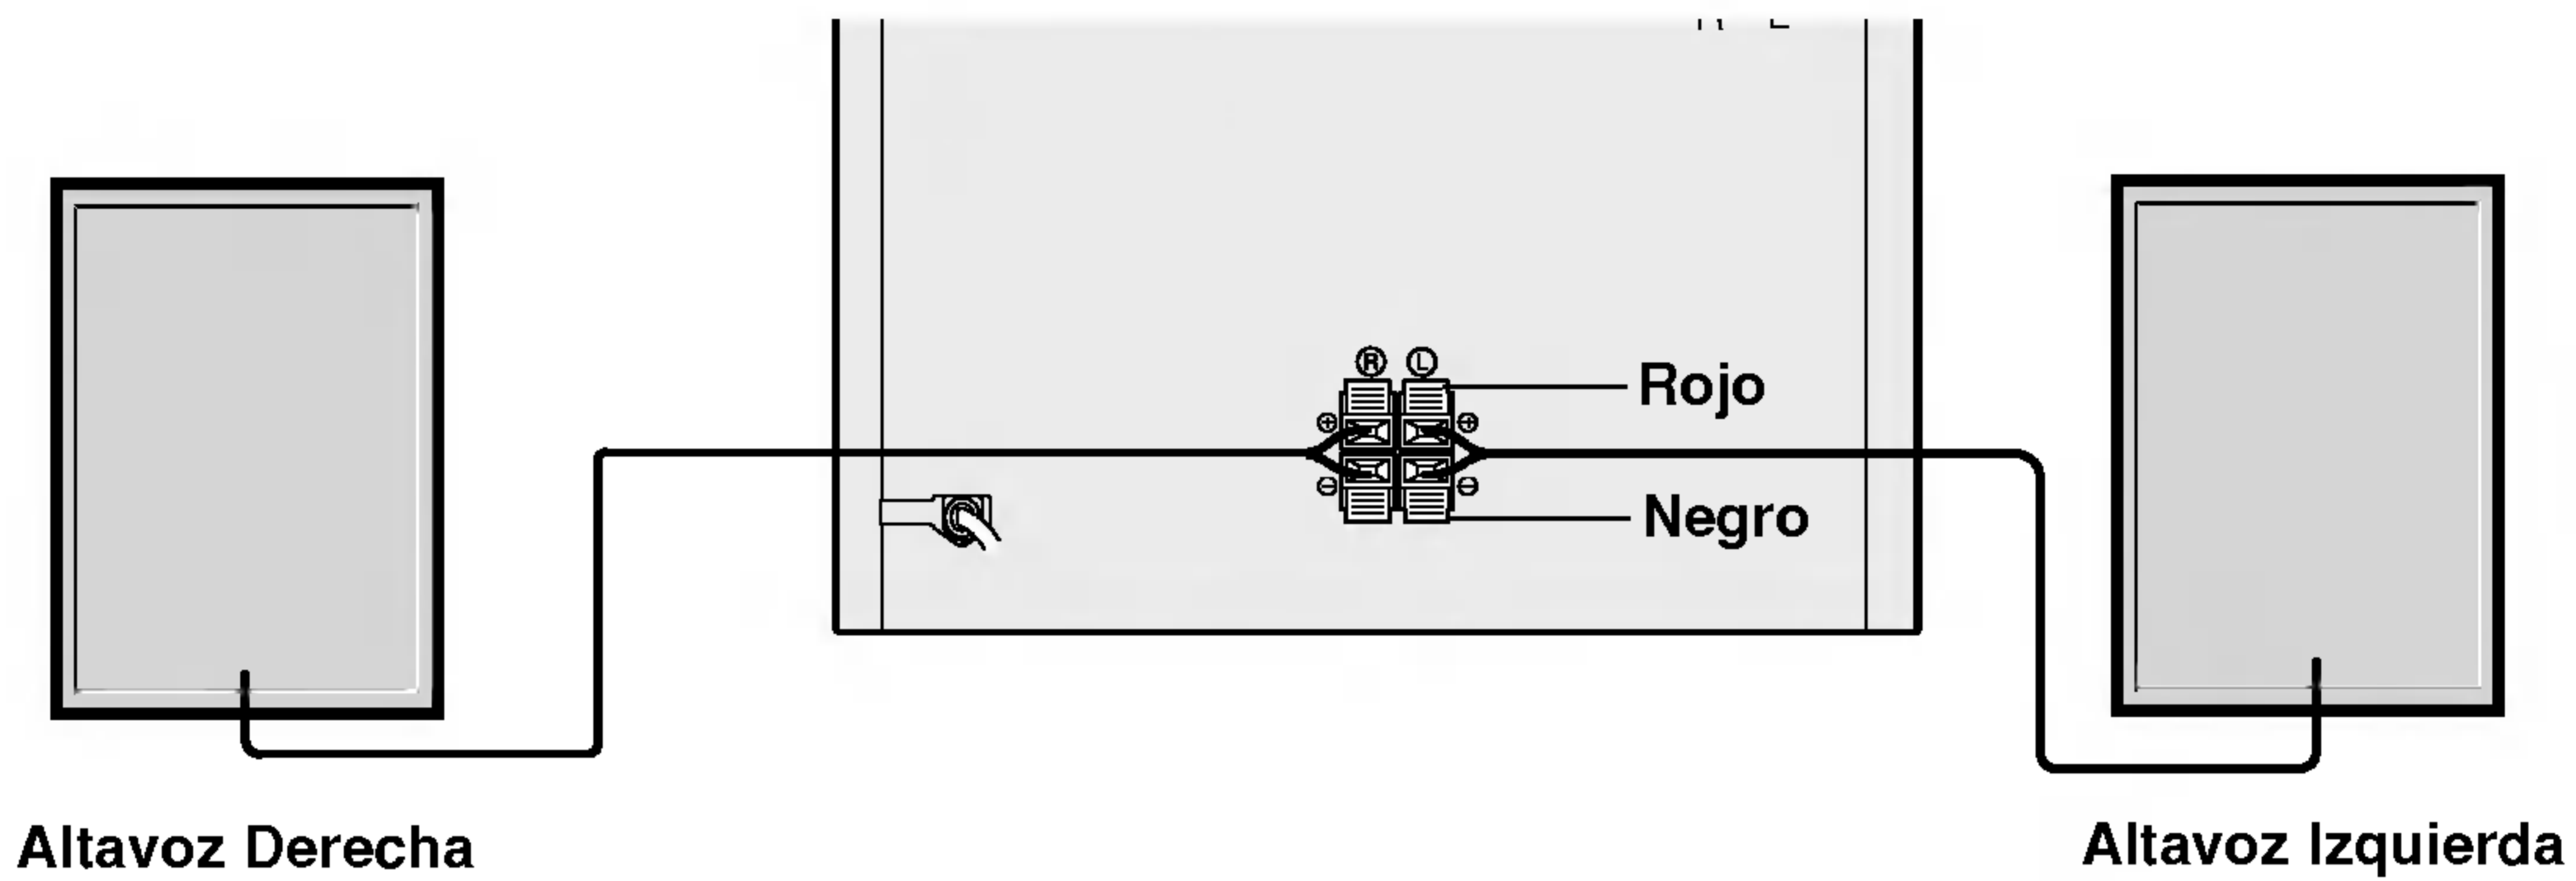 R L
Rojo
+ +
- -
Negro
Altavoz Derecha
Altavoz Izquierda